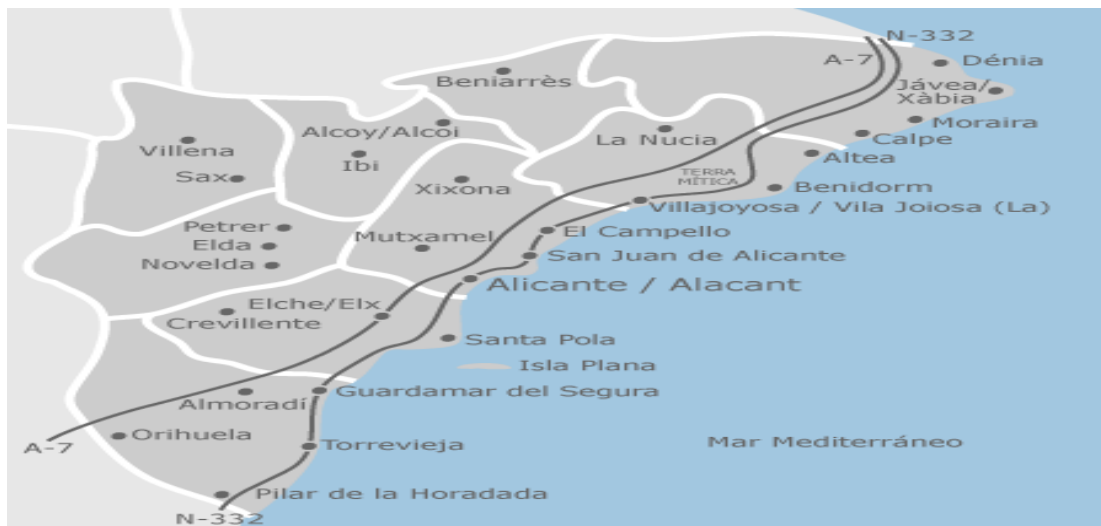 N-332
A-7
Dénia
Beniarrès
Jávea/
Xàbia
Moraira
Alcoy/Alcoi
La Nucia
Calpe
Villena
Ibi
Altea
Sax
Xixona
TERRA
MÍTICA
Benidorm
Villajoyosa / Vila Joiosa (La)
Petrer
Mutxamel
El Campello
Elda
San Juan de Alicante
Novelda
Alicante / Alacant
Elche/Elx
Crevillente
Santa Pola
Isla Plana
Guardamar del Segura
Almoradí
Orihuela
A-7
Torrevieja
Mar Mediterráneo
Pilar de la Horadada
N-332